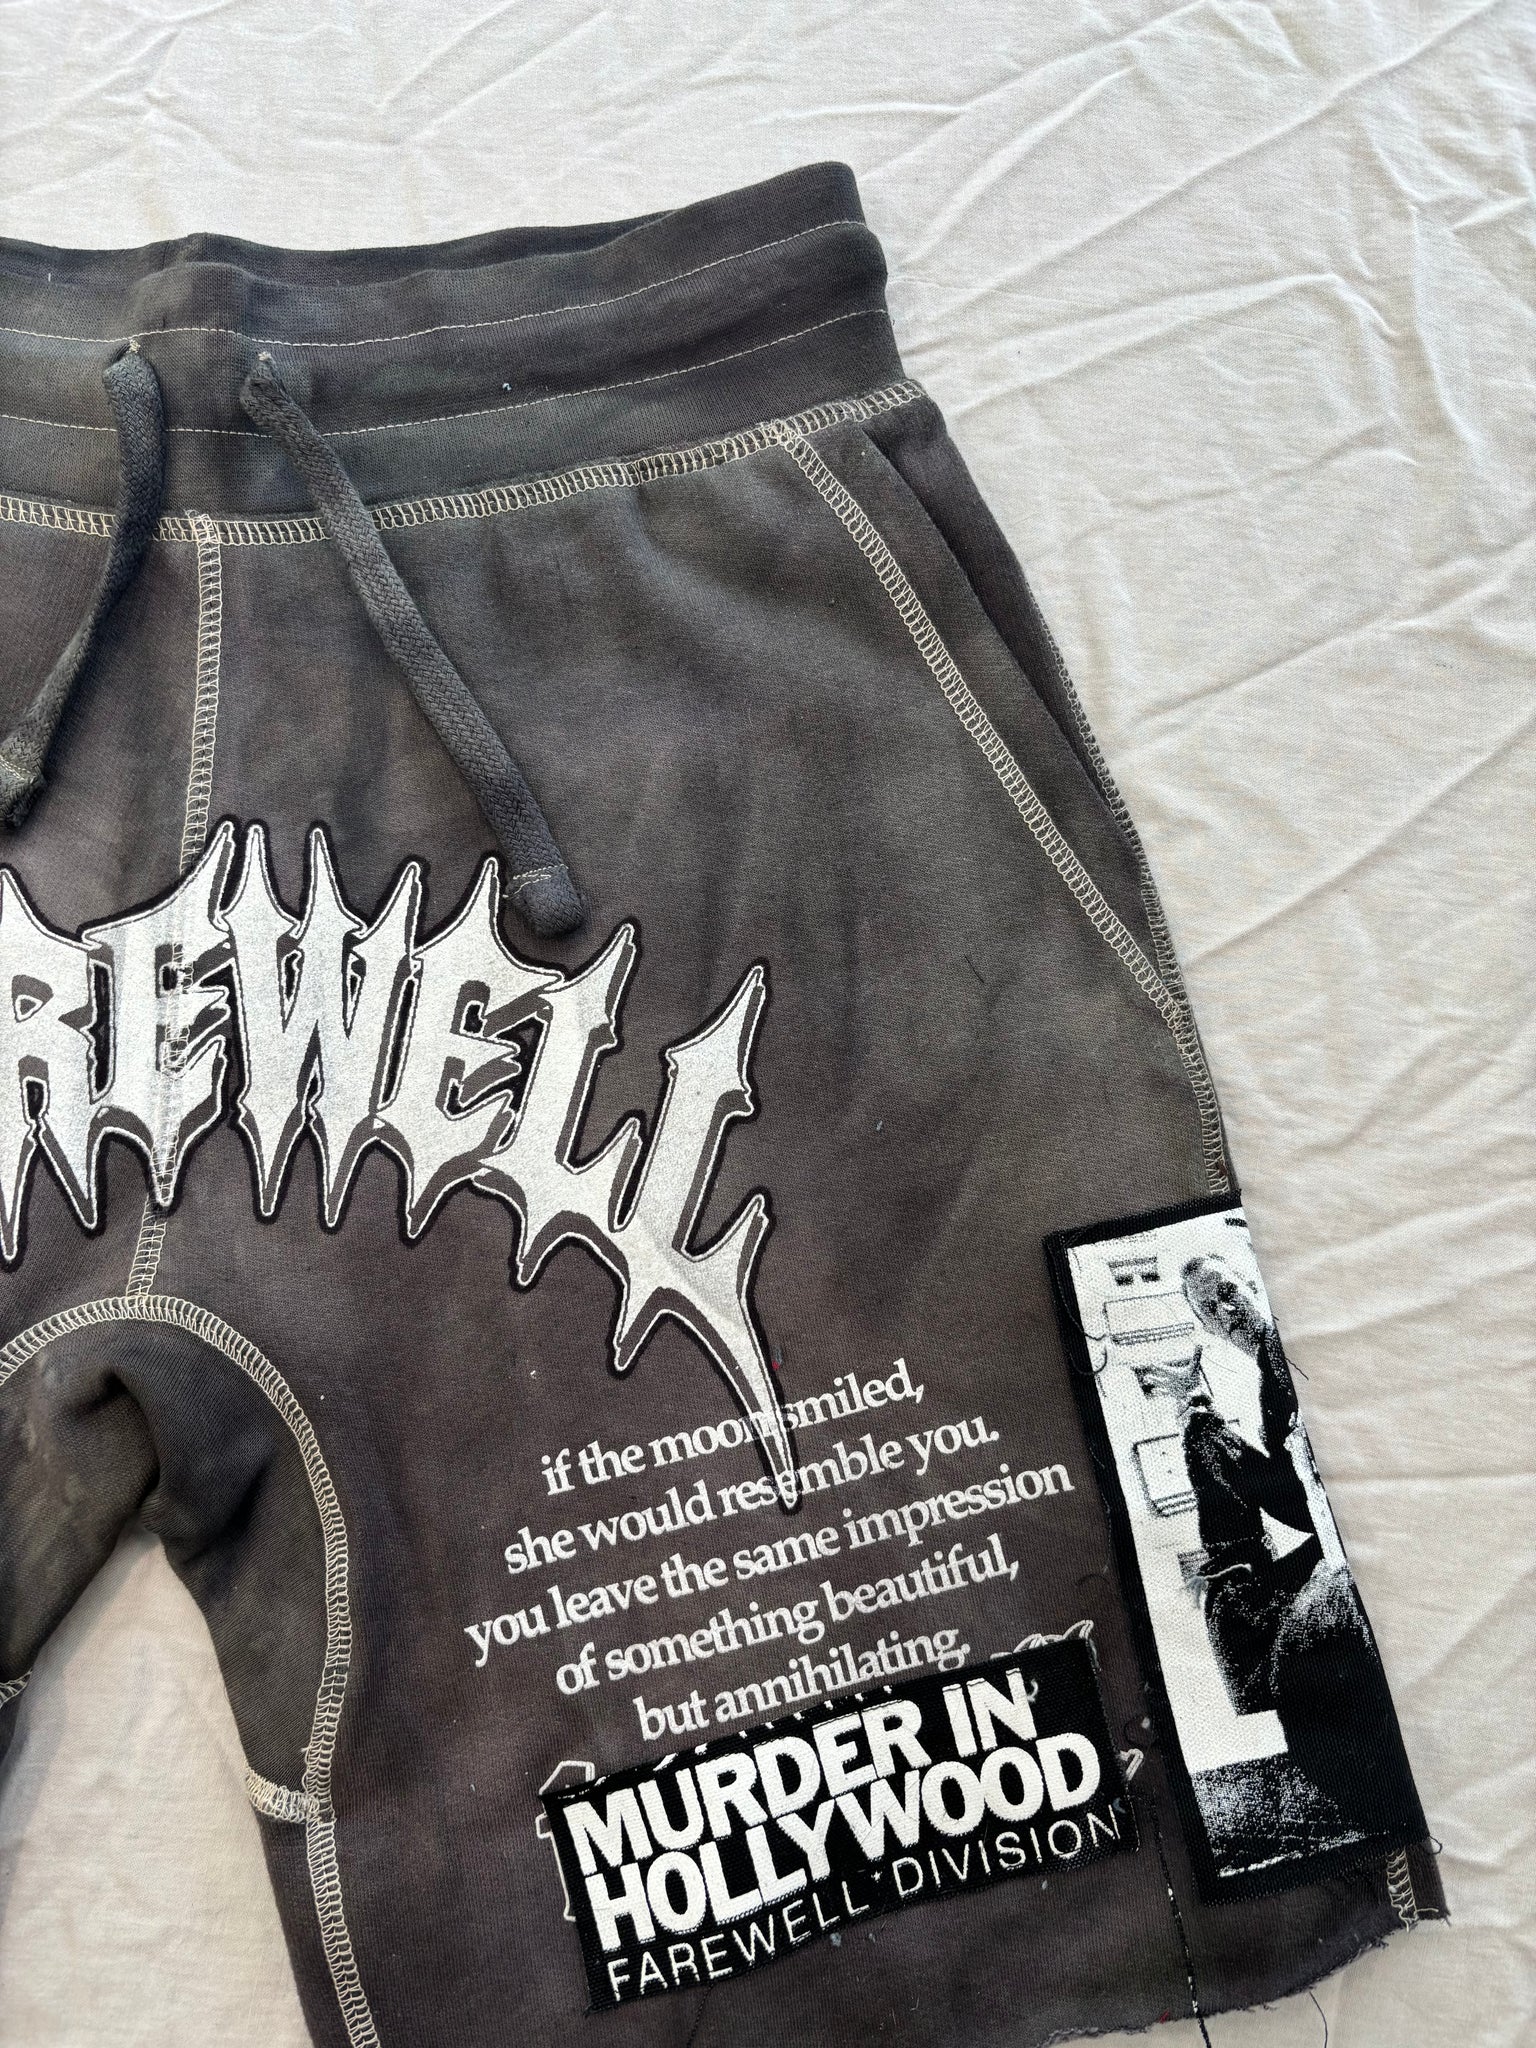 REWELL
if the moon smiled,
she would resemble you.
you leave the same impression
of something beautiful,
but annihilating.
MURDER IN
HOLLYWOOD
FAREWELL DIVISION